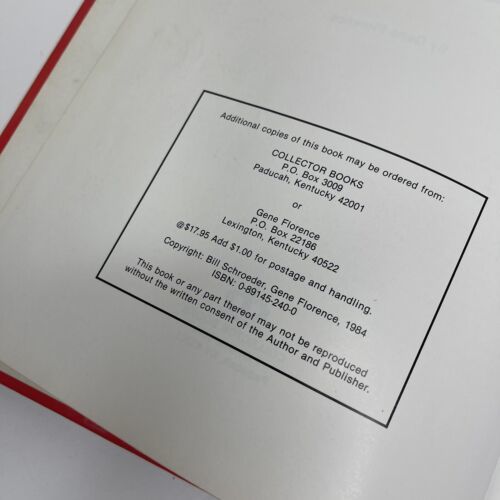 Additional copies of this book may be ordered from:
COLLECTOR BOOKS
P.O. Box 3009
Paducah, Kentucky 42001
or
Gene Florence
P.O. Box 22186
Lexington, Kentucky 40522
@$17.95 Add $1.00 for postage and handling.
Copyright: Bill Schroeder, Gene Florence, 1984
ISBN: 0-89145-240-0
This book or any part thereof may not be reproduced
without the written consent of the Author and Publisher.